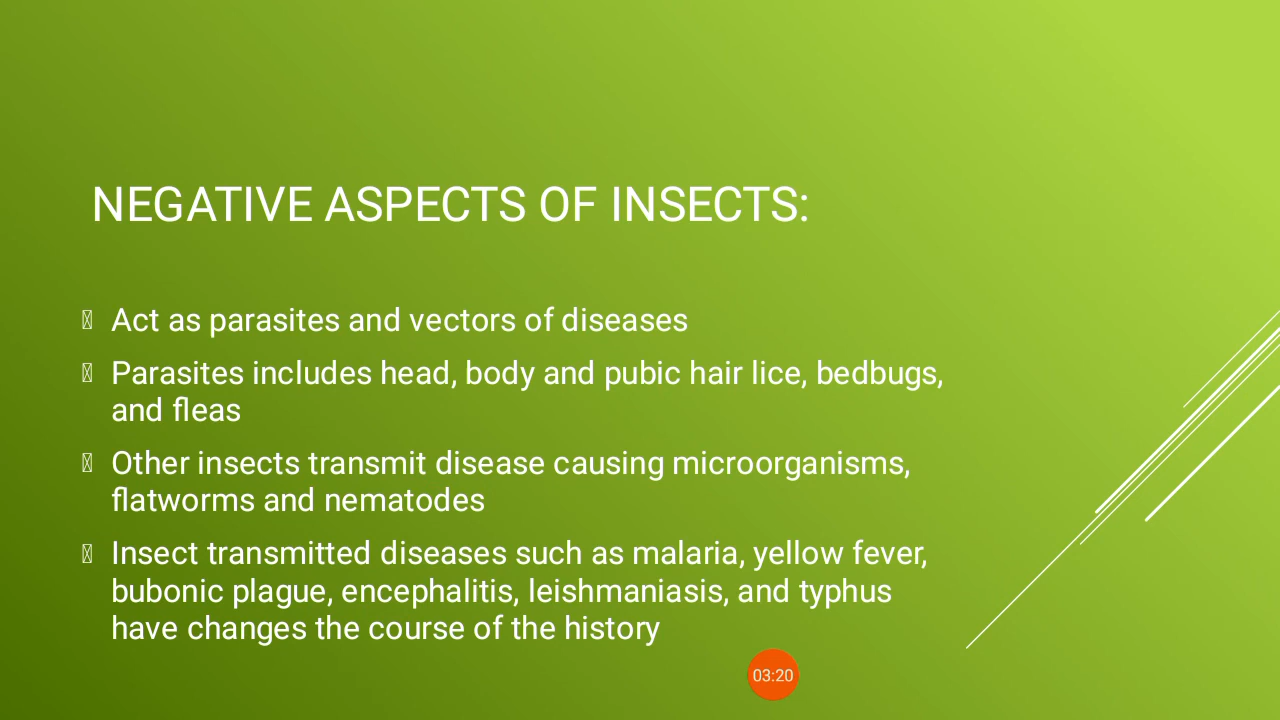 NEGATIVE ASPECTS OF INSECTS:
Act as parasites and vectors of diseases
Parasites includes head, body and pubic hair lice, bedbugs,
and fleas
Other insects transmit disease causing microorganisms,
flatworms and nematodes
Insect transmitted diseases such as malaria, yellow fever,
bubonic plague, encephalitis, leishmaniasis, and typhus
have changes the course of the history
03:20